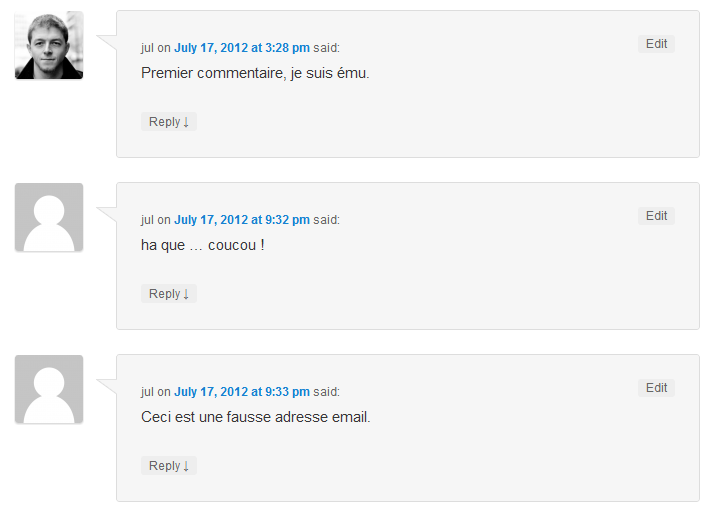 jul on July 17, 2012 at 3:28 pm said:
Edit
Premier commentaire, je suis ému.
Reply ↓
jul on July 17, 2012 at 9:32 pm said:
Edit
ha que … coucou !
Reply ↓
jul on July 17, 2012 at 9:33 pm said:
Edit
Ceci est une fausse adresse email.
Reply ↓